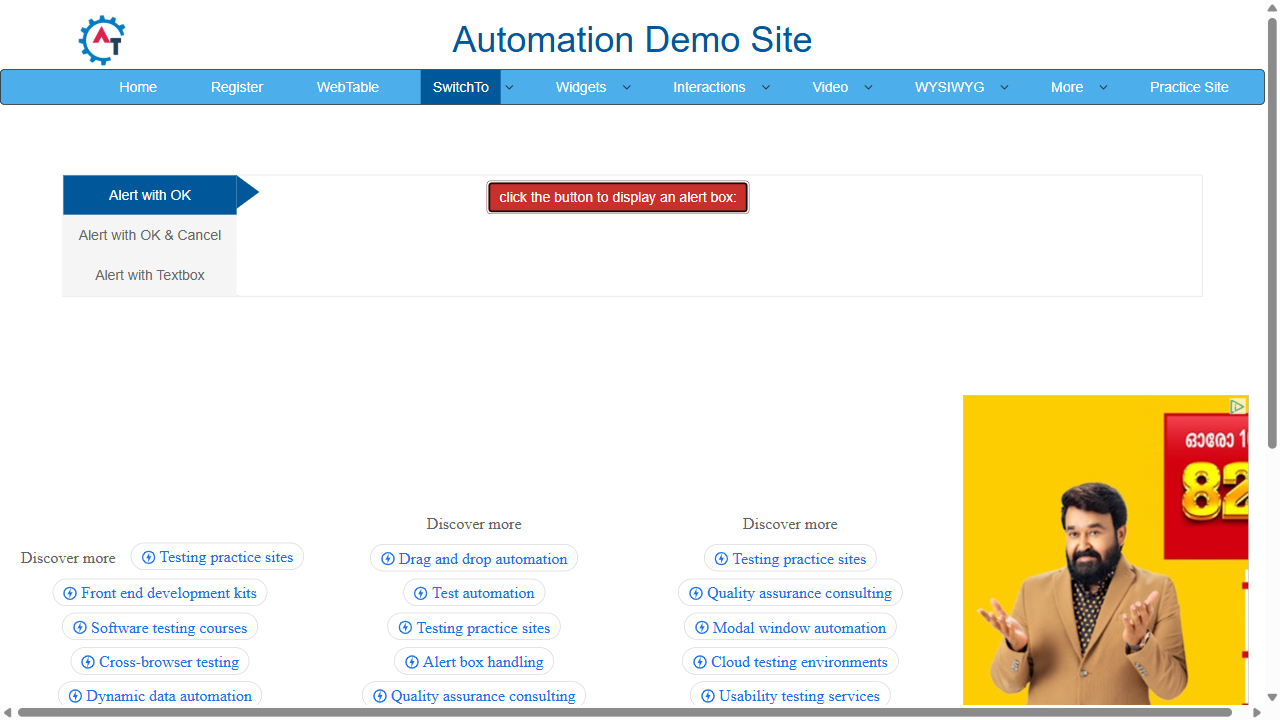 AT
Automation Demo Site
Home Register WebTable SwitchTo Widgets Interactions Video WYSIWYG More Practice Site
Alert with OK
click the button to display an alert box:
Alert with OK & Cancel
Alert with Textbox
Discover more
Testing practice sites
Front end development kits
Software testing courses
Cross-browser testing
Dynamic data automation
Discover more
Drag and drop automation
Test automation
Testing practice sites
Alert box handling
Quality assurance consulting
Discover more
Testing practice sites
Quality assurance consulting
Modal window automation
Cloud testing environments
Usability testing services
ഓരോ
82